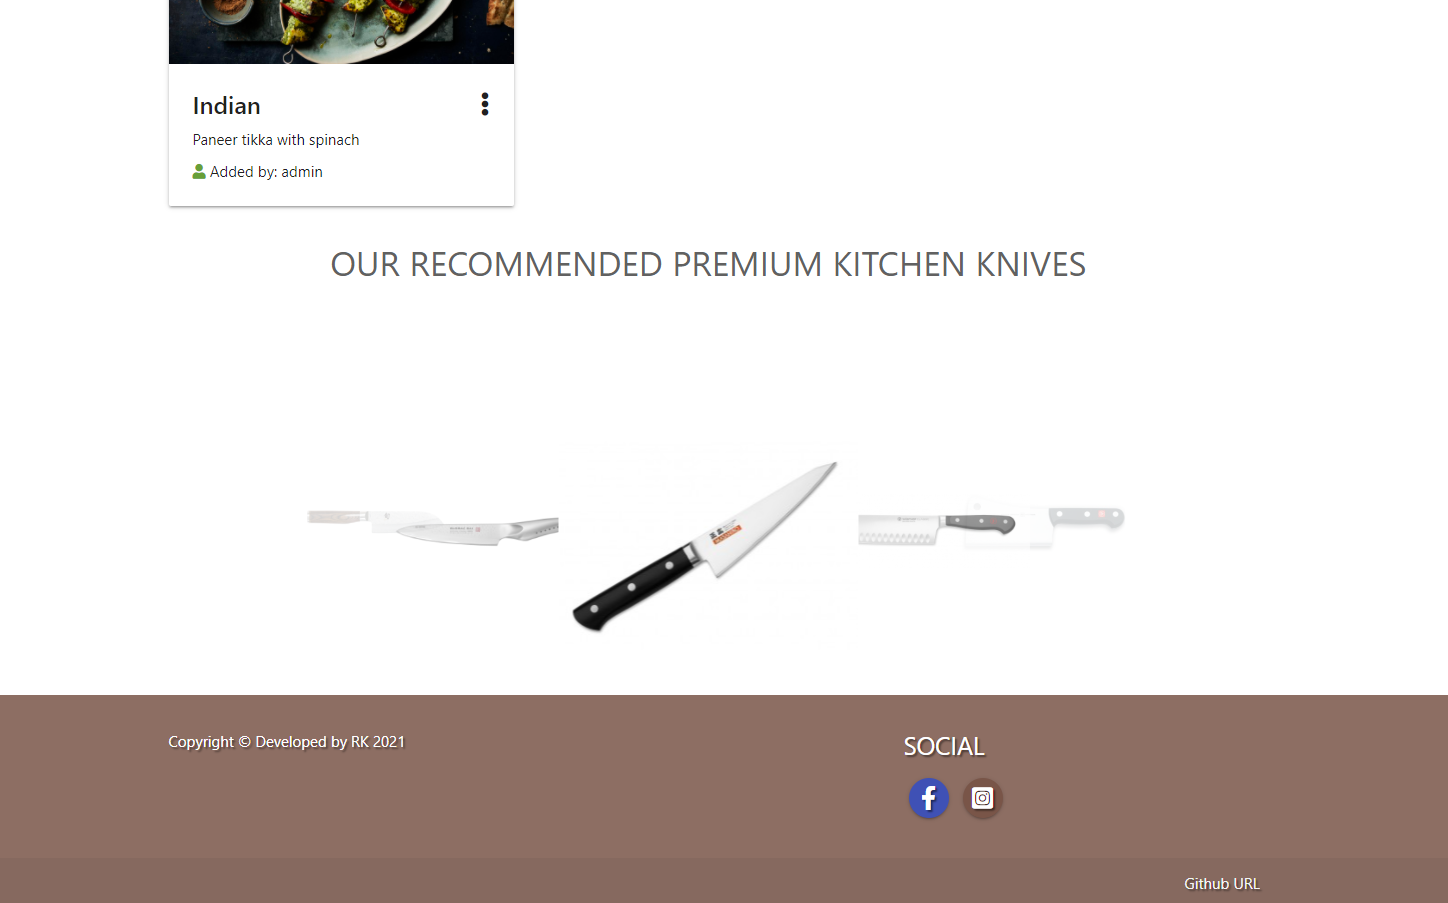 Indian
Paneer tikka with spinach
Added by: admin
OUR RECOMMENDED PREMIUM KITCHEN KNIVES
Copyright © Developed by RK 2021
SOCIAL
Github URL